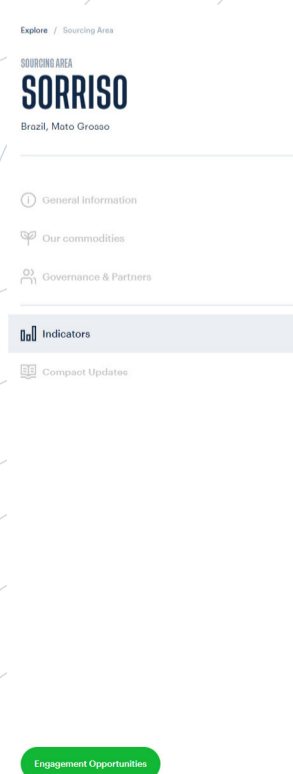 Explore / Sourcing Area
SOURCING AREA
SORRISO
Brazil, Mato Grosso
General information
Our commodities
Governance & Partners
Indicators
Compact Updates
Engagement Opportunities